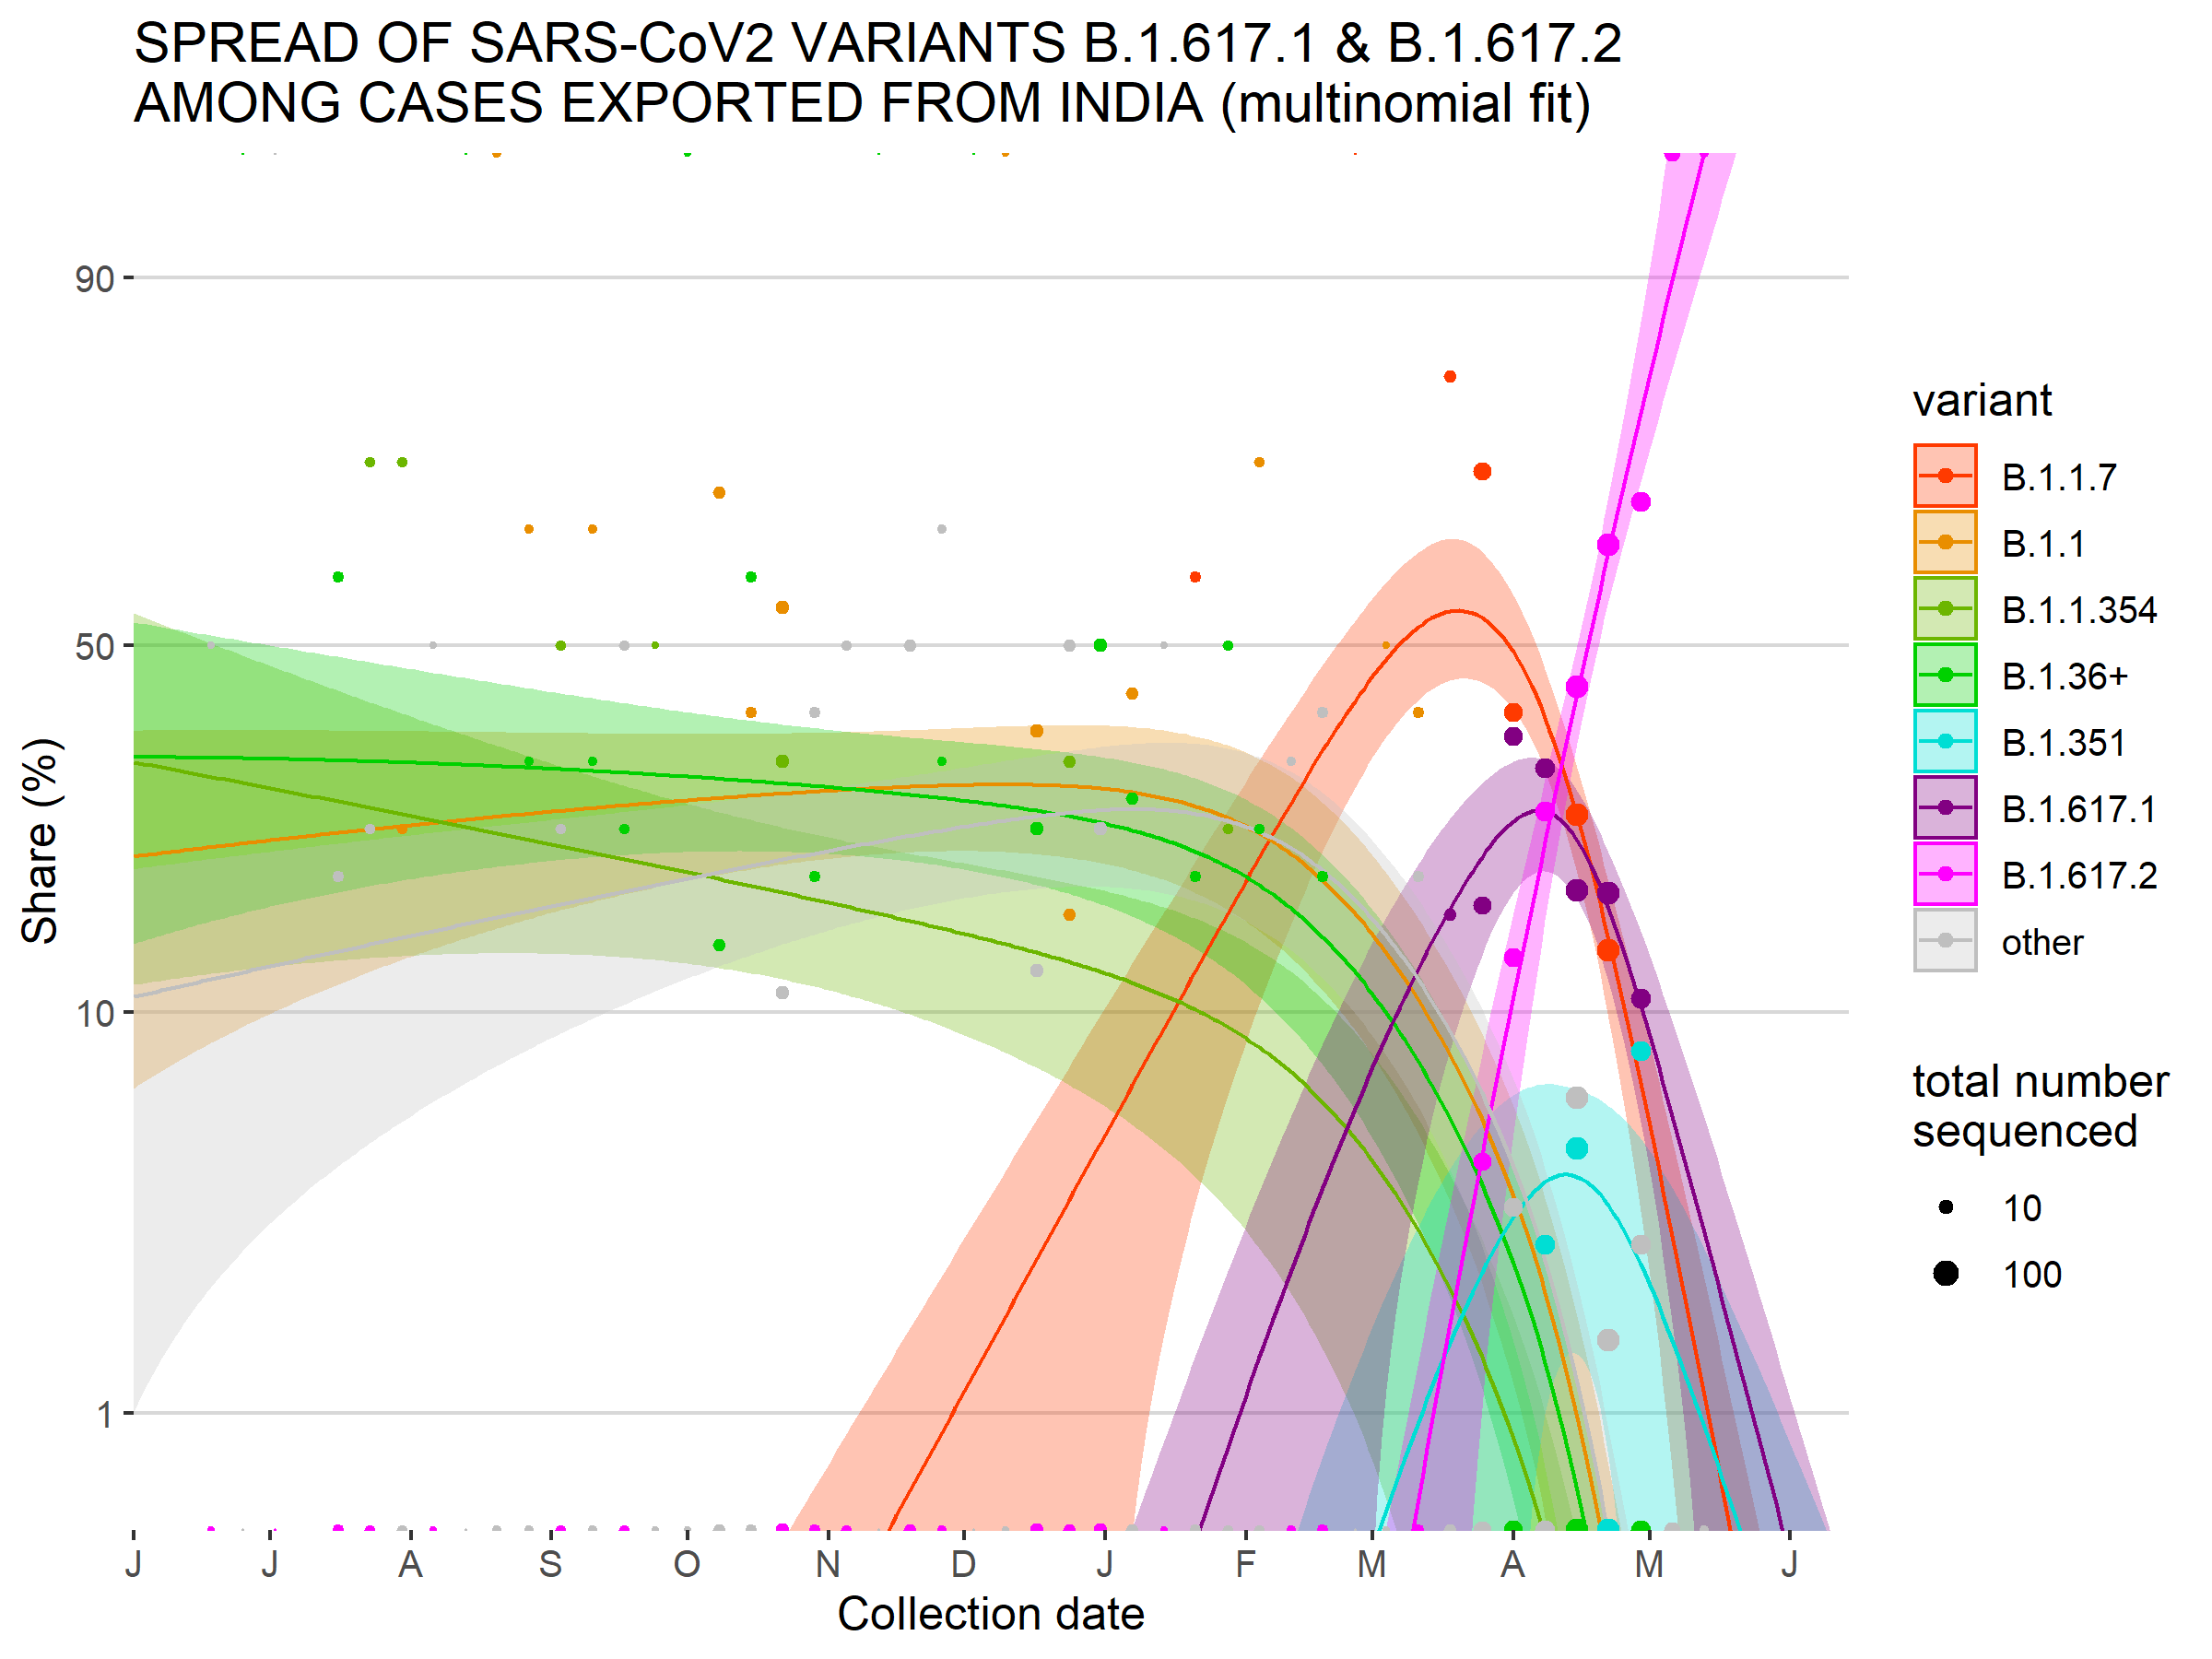 SPREAD OF SARS-CoV2 VARIANTS B.1.617.1 & B.1.617.2
AMONG CASES EXPORTED FROM INDIA (multinomial fit)
90
50
10
1
Share (%)
J J A S O N D J F M A M J
Collection date
variant
B.1.1.7
B.1.1
B.1.1.354
B.1.36+
B.1.351
B.1.617.1
B.1.617.2
other
total number
sequenced
10
100